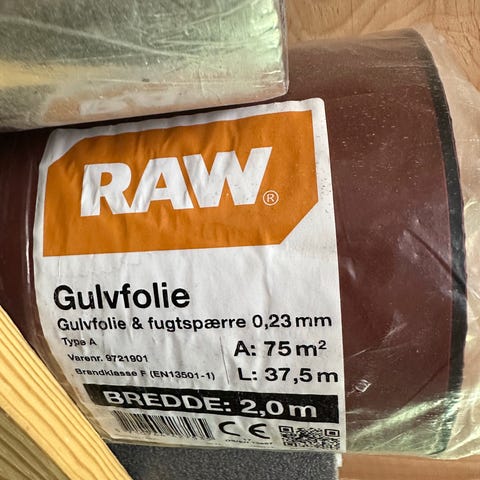 RAW®
Gulvfolie
Gulvfolie & fugtspærre 0,23 mm
Type A
A: 75 m²
Varenr. 9721901
L: 37,5 m
Brandklasse F (EN13501-1)
BREDDE: 2,0 m
CE